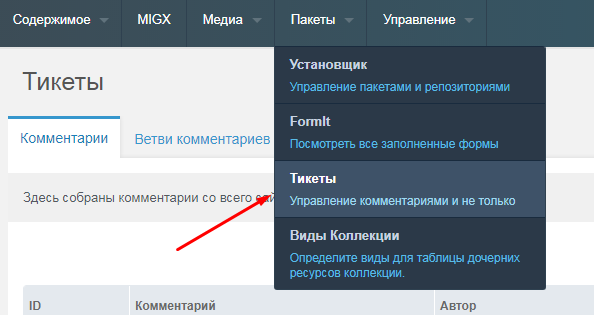 Содержимое MIGX Медиа Пакеты Управление
Тикеты
Комментарии Ветви комментариев
Здесь собраны комментарии со всего
ID Комментарий Автор
Установщик
Управление пакетами и репозиториями
FormIt
Посмотреть все заполненные формы
Тикеты
Управление комментариями и не только
Виды Коллекции
Определите виды для таблицы дочерних
ресурсов коллекции.